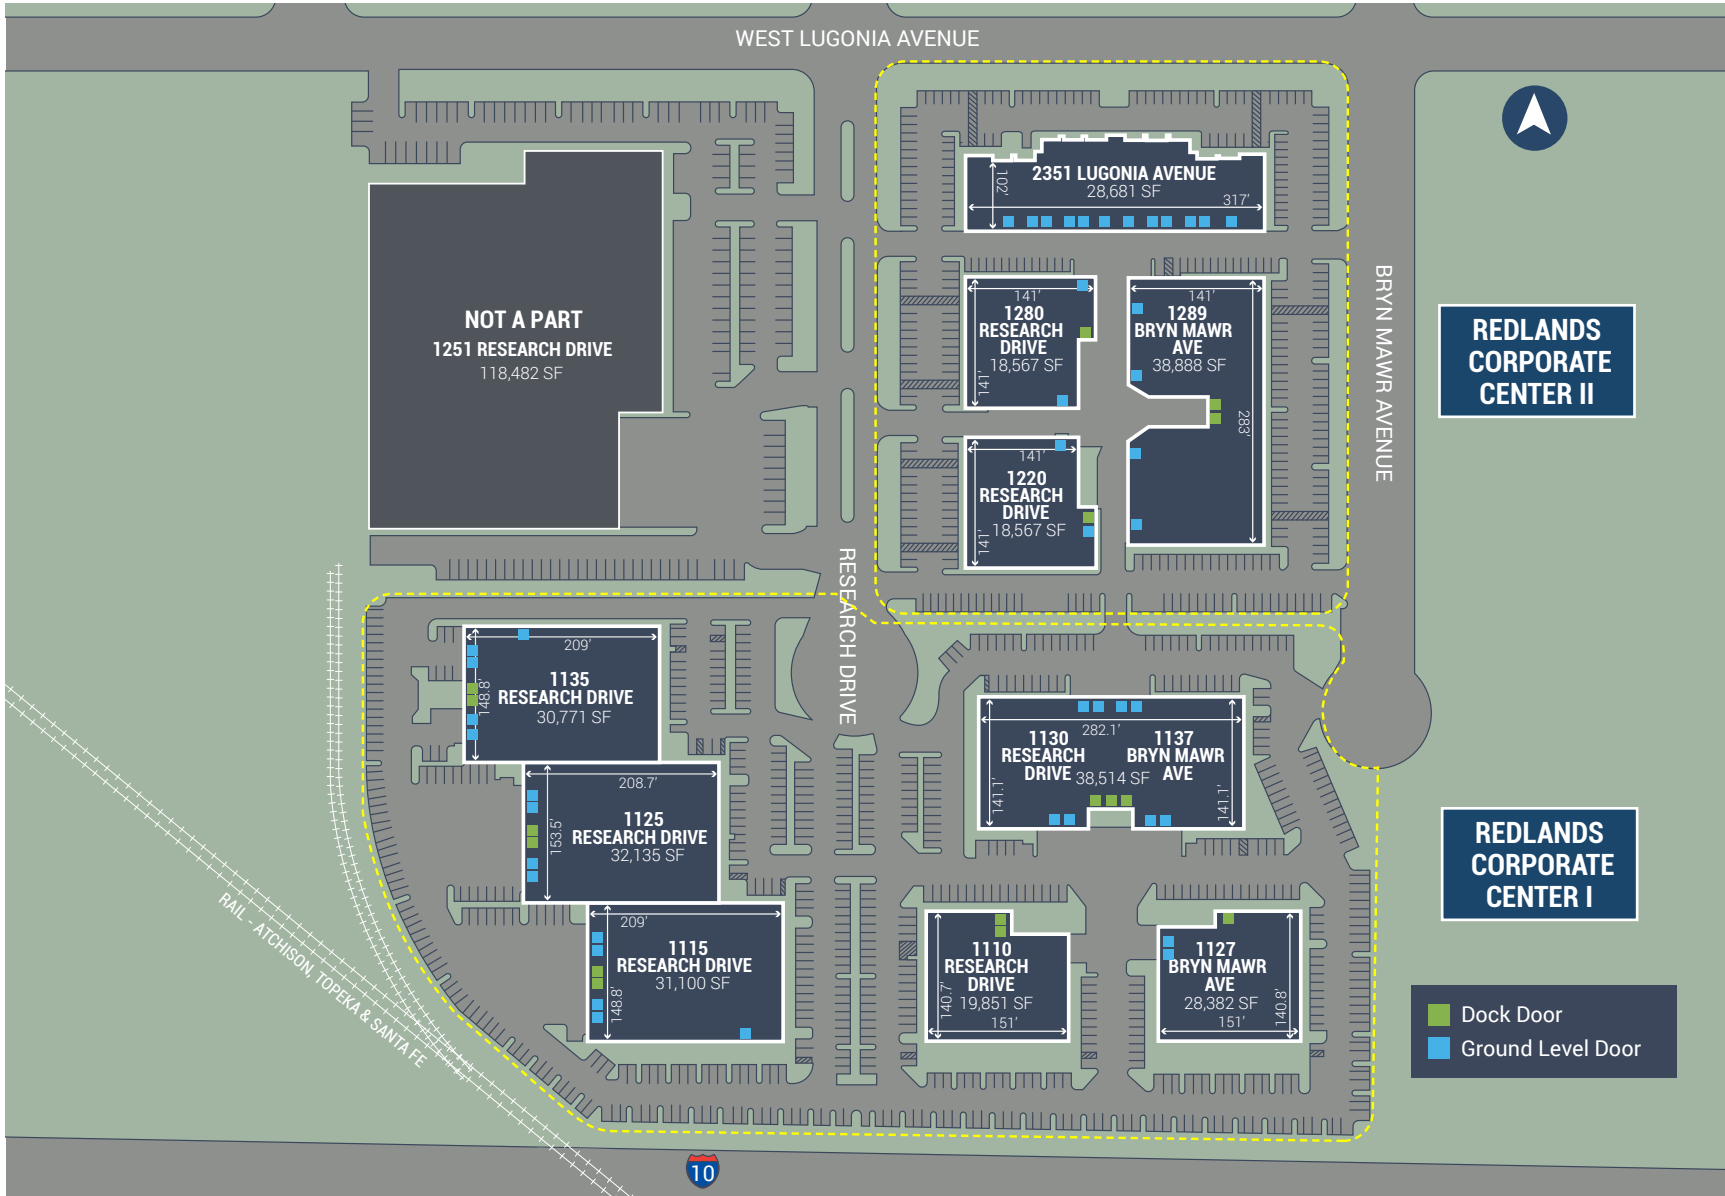 WEST LUGONIA AVENUE
2351 LUGONIA AVENUE
28,681 SF
102'
317'
NOT A PART
1251 RESEARCH DRIVE
118,482 SF
141'
1280
RESEARCH
DRIVE
18,567 SF
141'
141'
1289
BRYN MAWR
AVE
38,888 SF
283'
BRYN MAWR AVENUE
REDLANDS
CORPORATE
CENTER II
141'
1220
RESEARCH
DRIVE
18,567 SF
141'
RESEARCH DRIVE
209'
1135
RESEARCH DRIVE
30,771 SF
148.8'
282.1'
1130
RESEARCH
DRIVE
1137
BRYN MAWR
AVE
38,514 SF
141.1'
141.1'
208.7'
1125
RESEARCH DRIVE
32,135 SF
153.5'
REDLANDS
CORPORATE
CENTER I
209'
1115
RESEARCH DRIVE
31,100 SF
148.8'
1110
RESEARCH
DRIVE
19,851 SF
140.7'
151'
1127
BRYN MAWR
AVE
28,382 SF
151'
140.8'
RAIL - ATCHISON, TOPEKA & SANTA FE
Dock Door
Ground Level Door
10